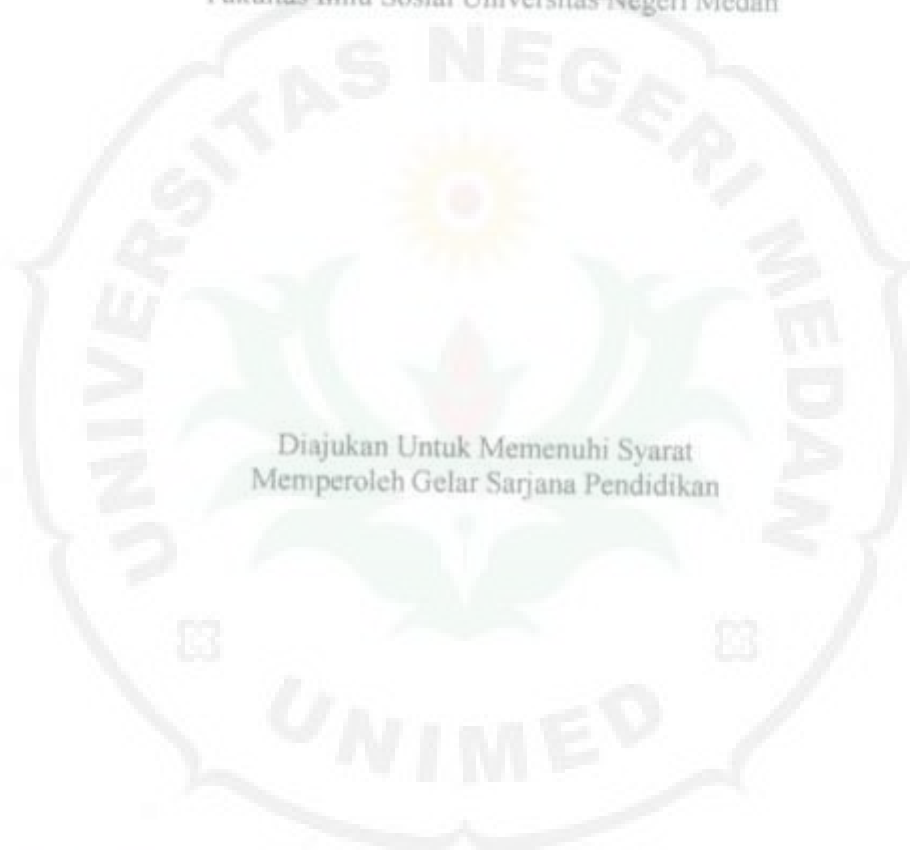 Fakultas Ilmu Sosial Universitas Negeri Medan
UNIVERSITAS NEGERI MEDAN
Diajukan Untuk Memenuhi Syarat
Memperoleh Gelar Sarjana Pendidikan
UNIMED